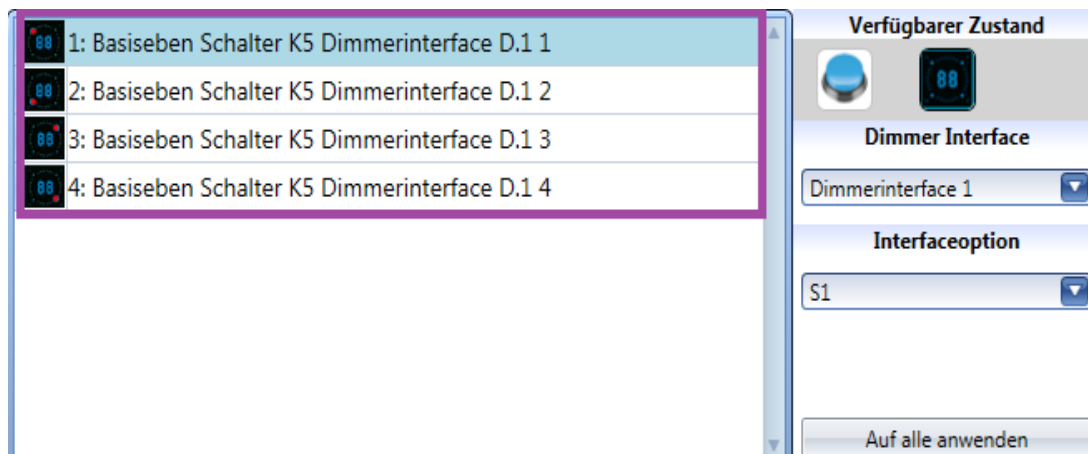 1: Basiseben Schalter K5 Dimmerinterface D.1 1
2: Basiseben Schalter K5 Dimmerinterface D.1 2
3: Basiseben Schalter K5 Dimmerinterface D.1 3
4: Basiseben Schalter K5 Dimmerinterface D.1 4
Verfügbarer Zustand
88
Dimmer Interface
Dimmerinterface 1
Interfaceoption
S1
Auf alle anwenden